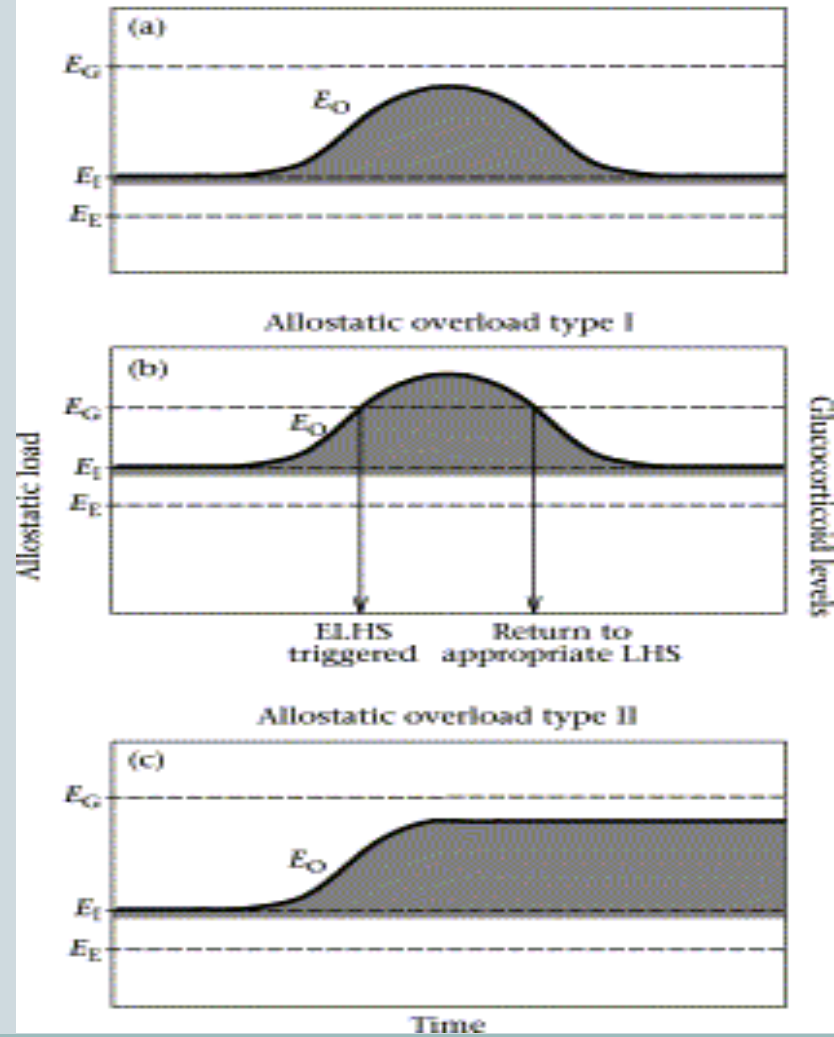 (a)
E_G
E_O
E_I
E_E
Allostatic overload type I
(b)
E_G
E_O
E_I
E_E
Allostatic load
Glucocorticoid levels
ELHS
triggered
Return to
appropriate LHS
Allostatic overload type II
(c)
E_G
E_O
E_I
E_E
Time